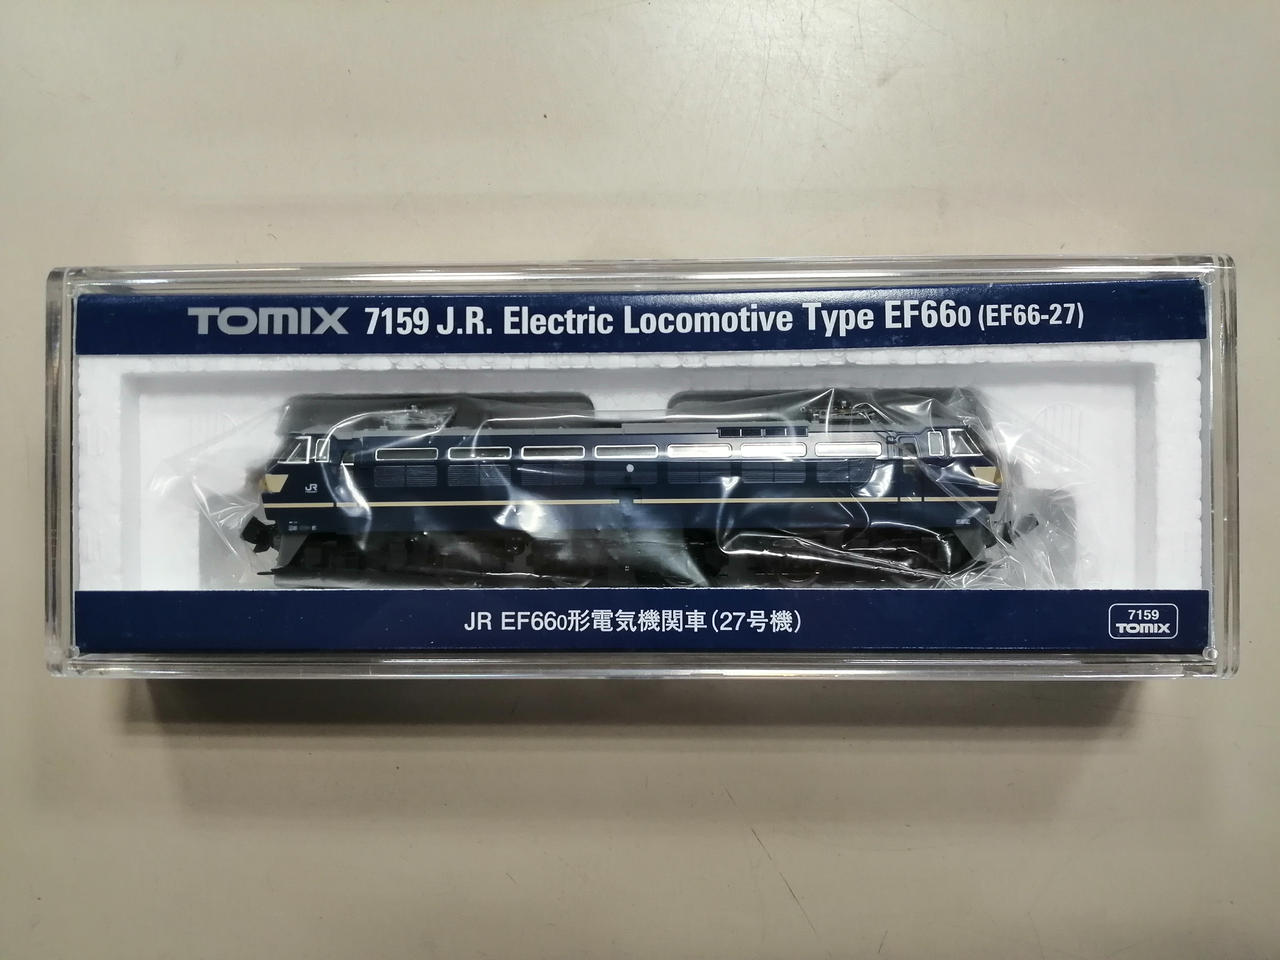 TOMIX 7159 J.R. Electric Locomotive Type EF660 (EF66-27)
JR
JR EF660形電気機関車(27号機)
7159
TOMIX